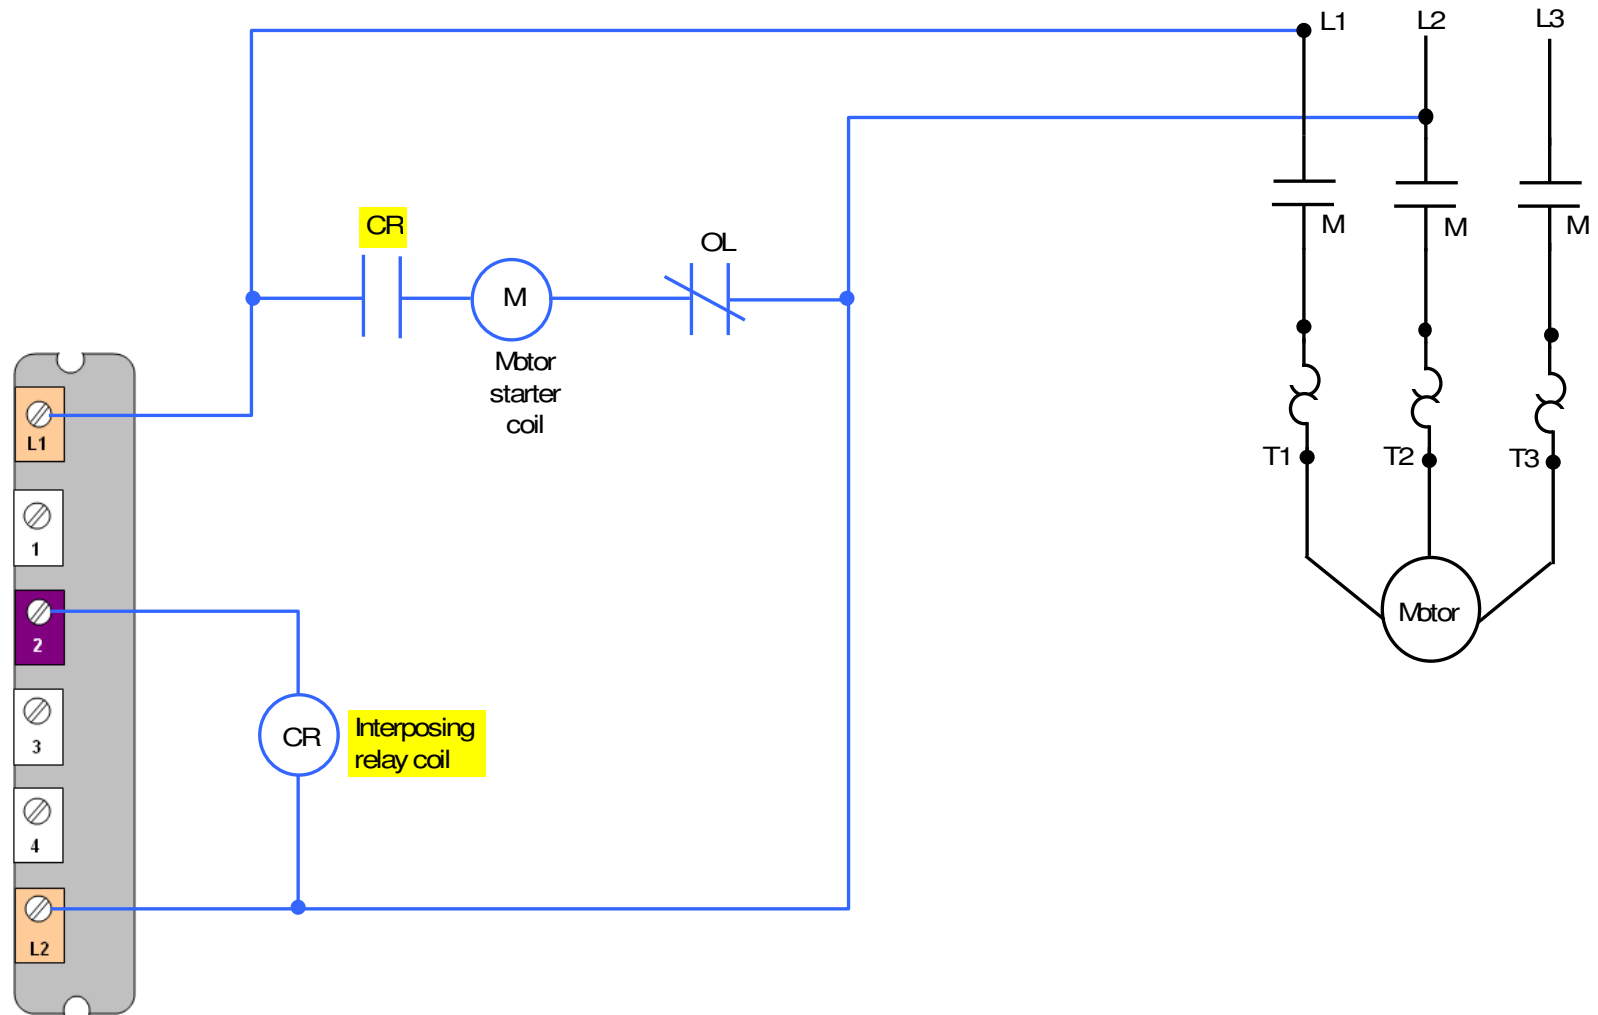 L1
L2
L3
CR
OL
M
M
M
M
Motor
starter
coil
L1
1
2
3
4
L2
T1
T2
T3
Motor
CR
Interposing
relay coil